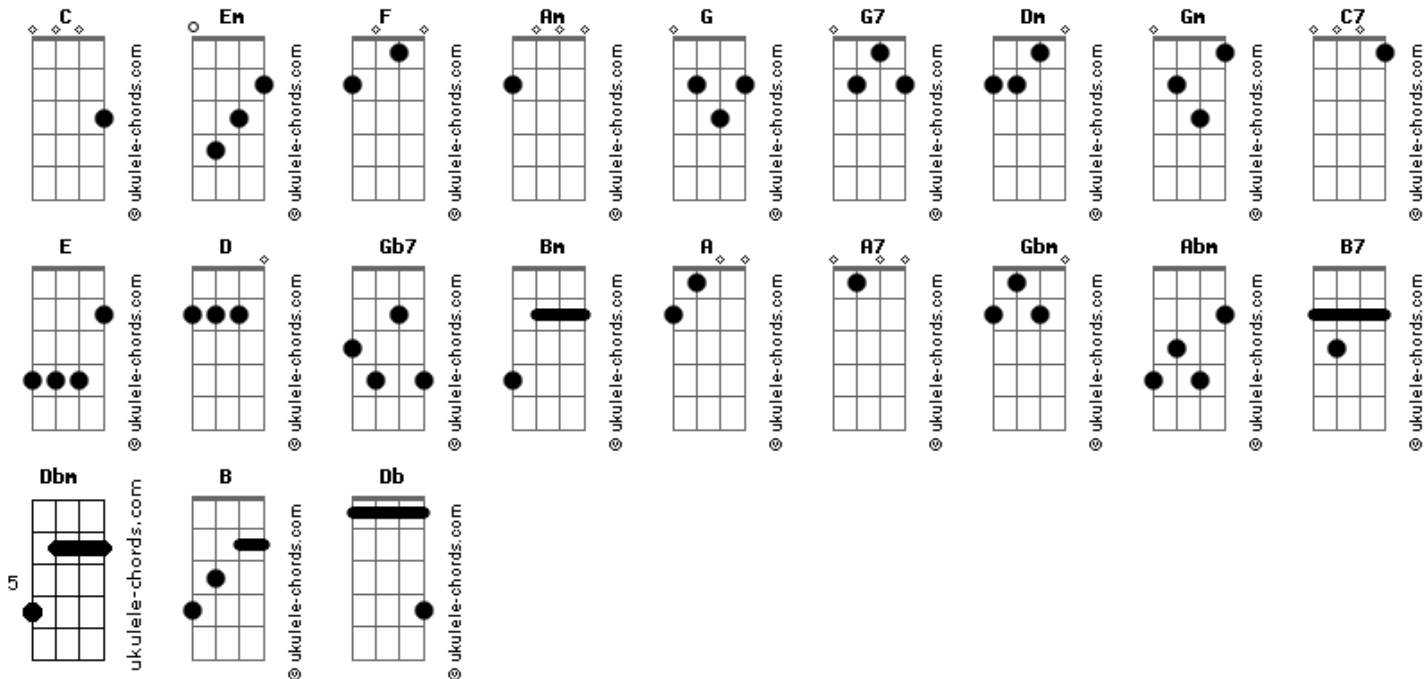 C Em F Am G G7 Dm Gm C7
© ukulele-chords.com © ukulele-chords.com © ukulele-chords.com © ukulele-chords.com © ukulele-chords.com © ukulele-chords.com © ukulele-chords.com © ukulele-chords.com © ukulele-chords.com
E D Gb7 Bm A A7 Gbm Abm B7
© ukulele-chords.com © ukulele-chords.com © ukulele-chords.com © ukulele-chords.com © ukulele-chords.com © ukulele-chords.com © ukulele-chords.com © ukulele-chords.com © ukulele-chords.com
Dbm B Db
5
ukulele-chords.com © ukulele-chords.com © ukulele-chords.com